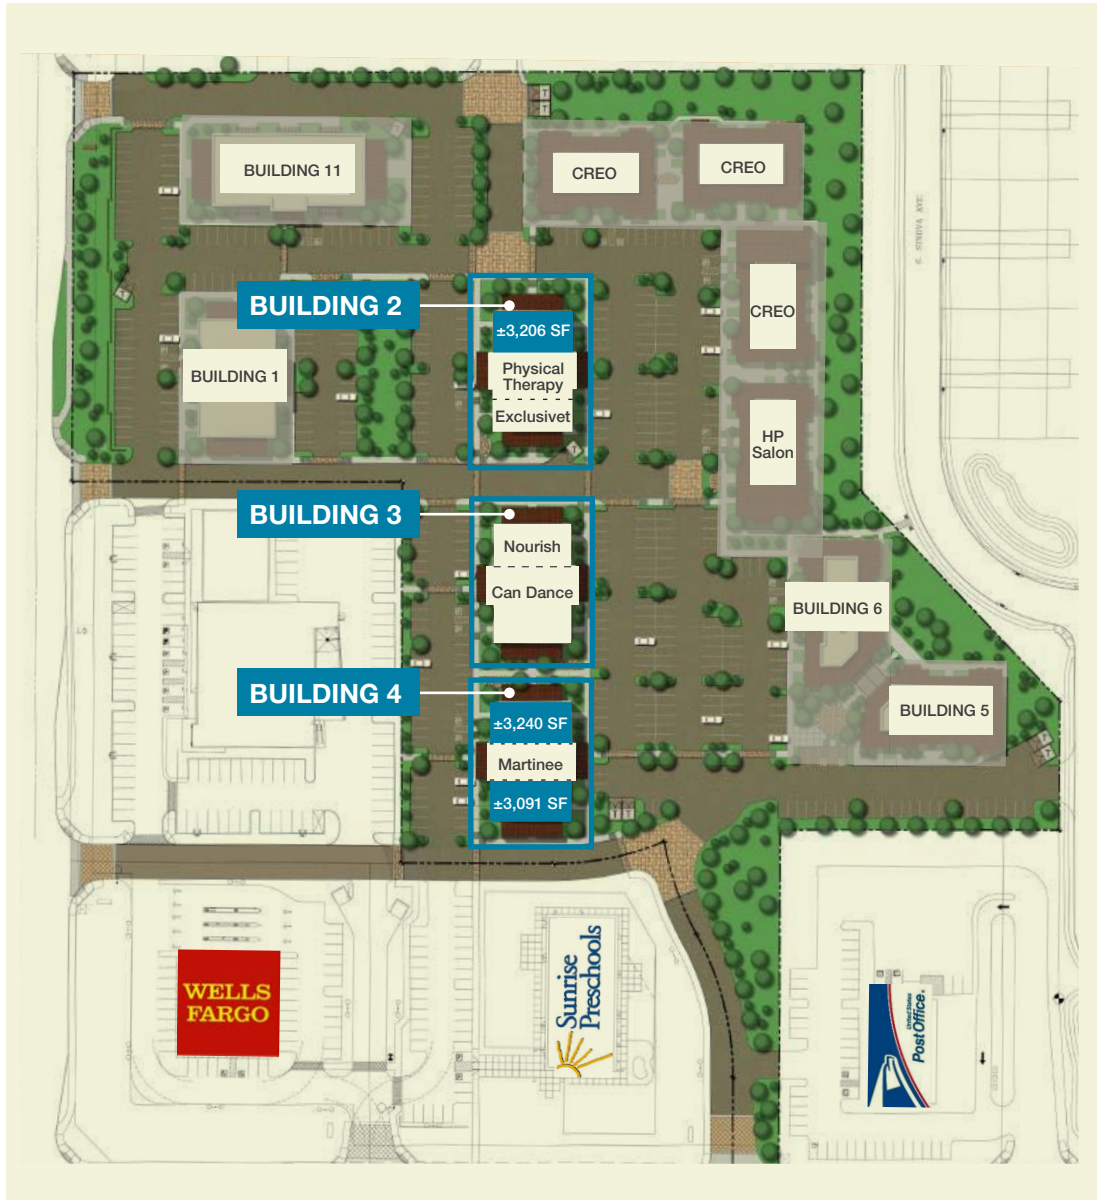 BUILDING 11
CREO
CREO
S. SINOVA AVE
CREO
BUILDING 2
±3,206 SF
Physical
Therapy
Exclusivet
BUILDING 1
HP
Salon
BUILDING 3
Nourish
Can Dance
BUILDING 6
BUILDING 4
±3,240 SF
Martinee
±3,091 SF
BUILDING 5
WELLS
FARGO
Sunrise
Preschools
United States
Post Office